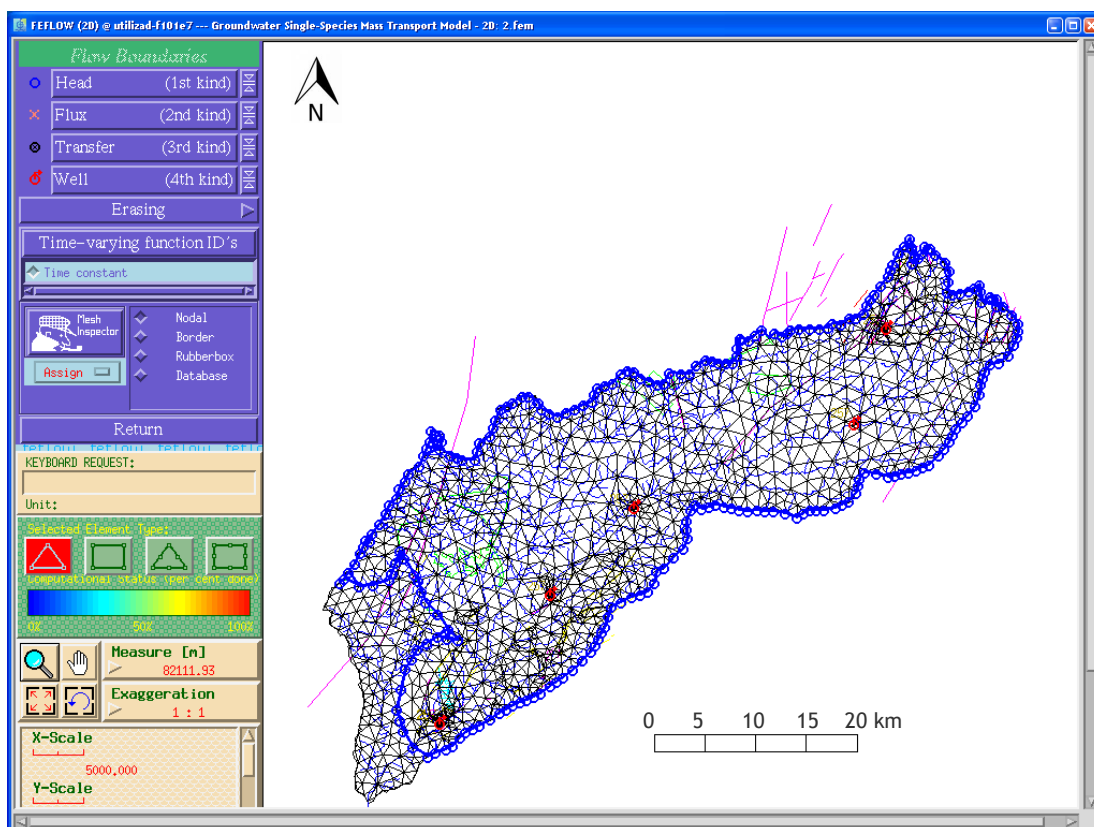 FEFLOW (2D) @ utilizad-f101e7 --- Groundwater Single-Species Mass Transport Model - 2D: 2.fem
Flow Boundaries
Head (1st kind)
Flux (2nd kind)
Transfer (3rd kind)
Well (4th kind)
Erasing
Time-varying function ID's
Time constant
Mesh
Inspector
Assign
Nodal
Border
Rubberbox
Database
Return
feflow feflow feflow
KEYBOARD REQUEST:
Unit:
Selected Element Type:
Computational status (per cent done)
0% 50% 100%
Measure [m]
82111.93
Exaggeration
1 : 1
X-Scale
5000.000
Y-Scale
N
0 5 10 15 20 km